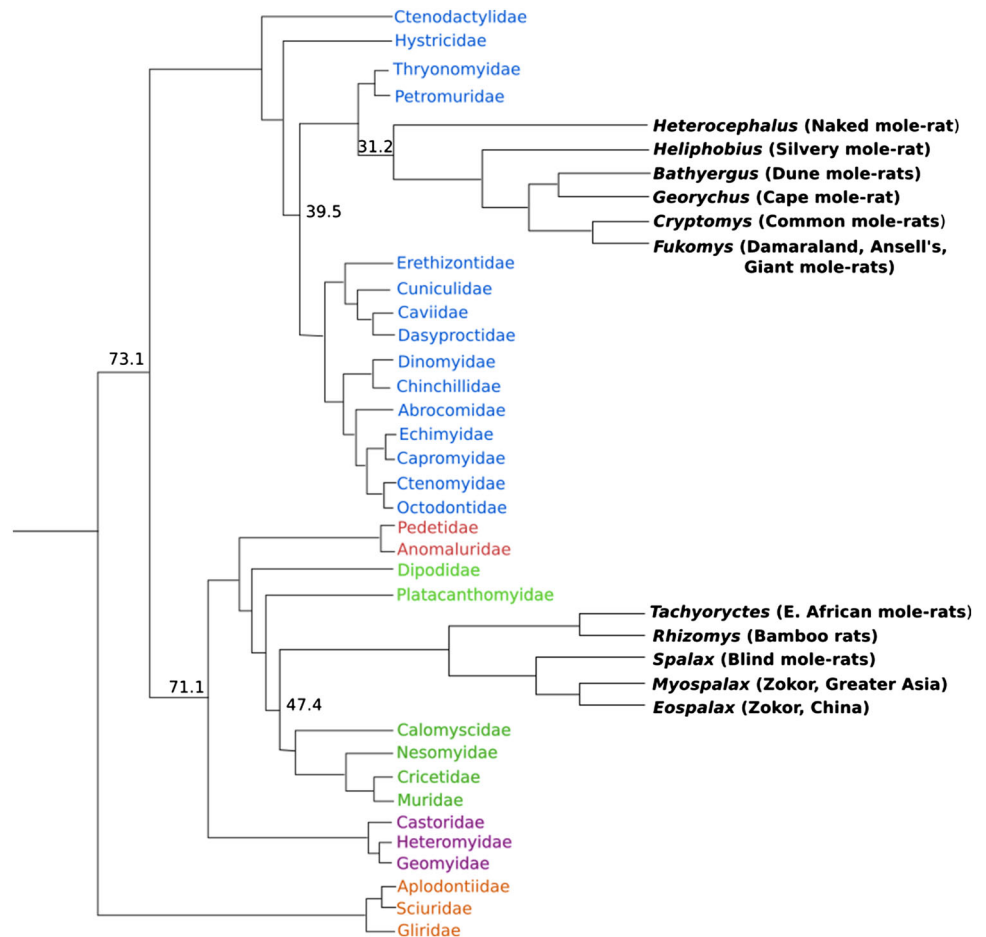 Ctenodactylidae
Hystricidae
Thryonomyidae
Petromuridae
Heterocephalus (Naked mole-rat)
31.2
Heliphobius (Silvery mole-rat)
Bathyergus (Dune mole-rats)
Georychus (Cape mole-rat)
39.5
Cryptomys (Common mole-rats)
Fukomys (Damaraland, Ansell's,
Giant mole-rats)
Erethizontidae
Cuniculidae
Caviidae
Dasyproctidae
73.1
Dinomyidae
Chinchillidae
Abrocomidae
Echimyidae
Capromyidae
Ctenomyidae
Octodontidae
Pedetidae
Anomaluridae
Dipodidae
Platacanthomyidae
Tachyoryctes (E. African mole-rats)
Rhizomys (Bamboo rats)
Spalax (Blind mole-rats)
71.1
Myospalax (Zokor, Greater Asia)
47.4
Eospalax (Zokor, China)
Calomyscidae
Nesomyidae
Cricetidae
Muridae
Castoridae
Heteromyidae
Geomyidae
Aplodontiidae
Sciuridae
Gliridae